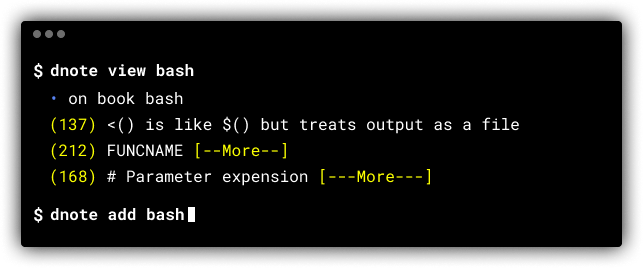 $ dnote view bash
• on book bash
(137) <() is like $() but treats output as a file
(212) FUNCNAME [--More--]
(168) # Parameter expension [---More---]
$ dnote add bash